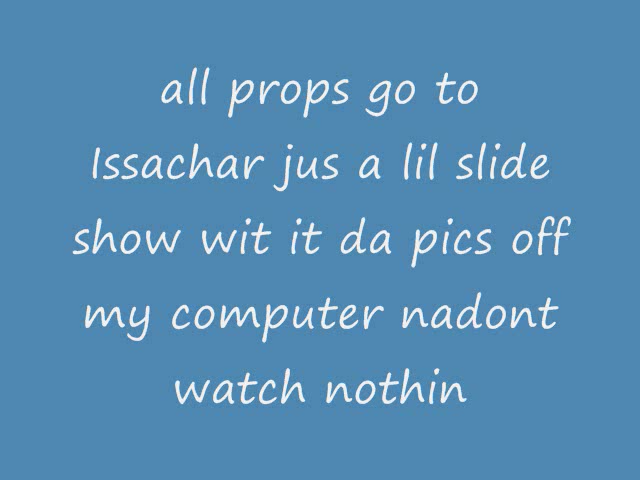 all props go to
Issachar jus a lil slide
show wit it da pics off
my computer nadont
watch nothin